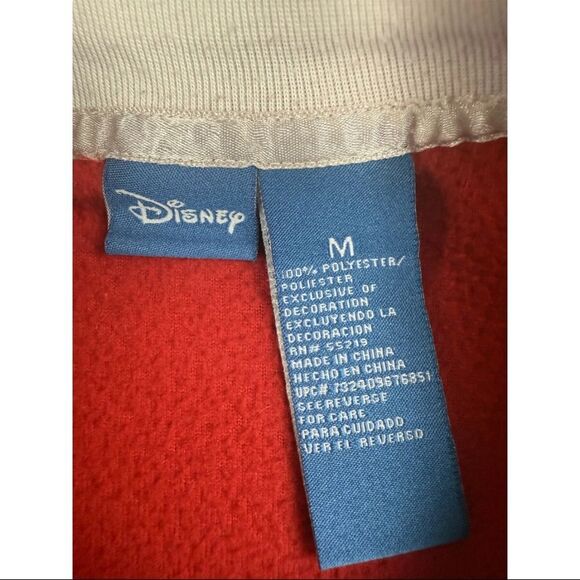 Disney
M
100% POLYESTER/
POLIESTER
EXCLUSIVE OF
DECORATION
EXCLUYENDO LA
DECORACION
RN# 55219
MADE IN CHINA
HECHO EN CHINA
UPC# 732409676851
SEE REVERSE
FOR CARE
PARA CUIDADO
VER EL REVERSO